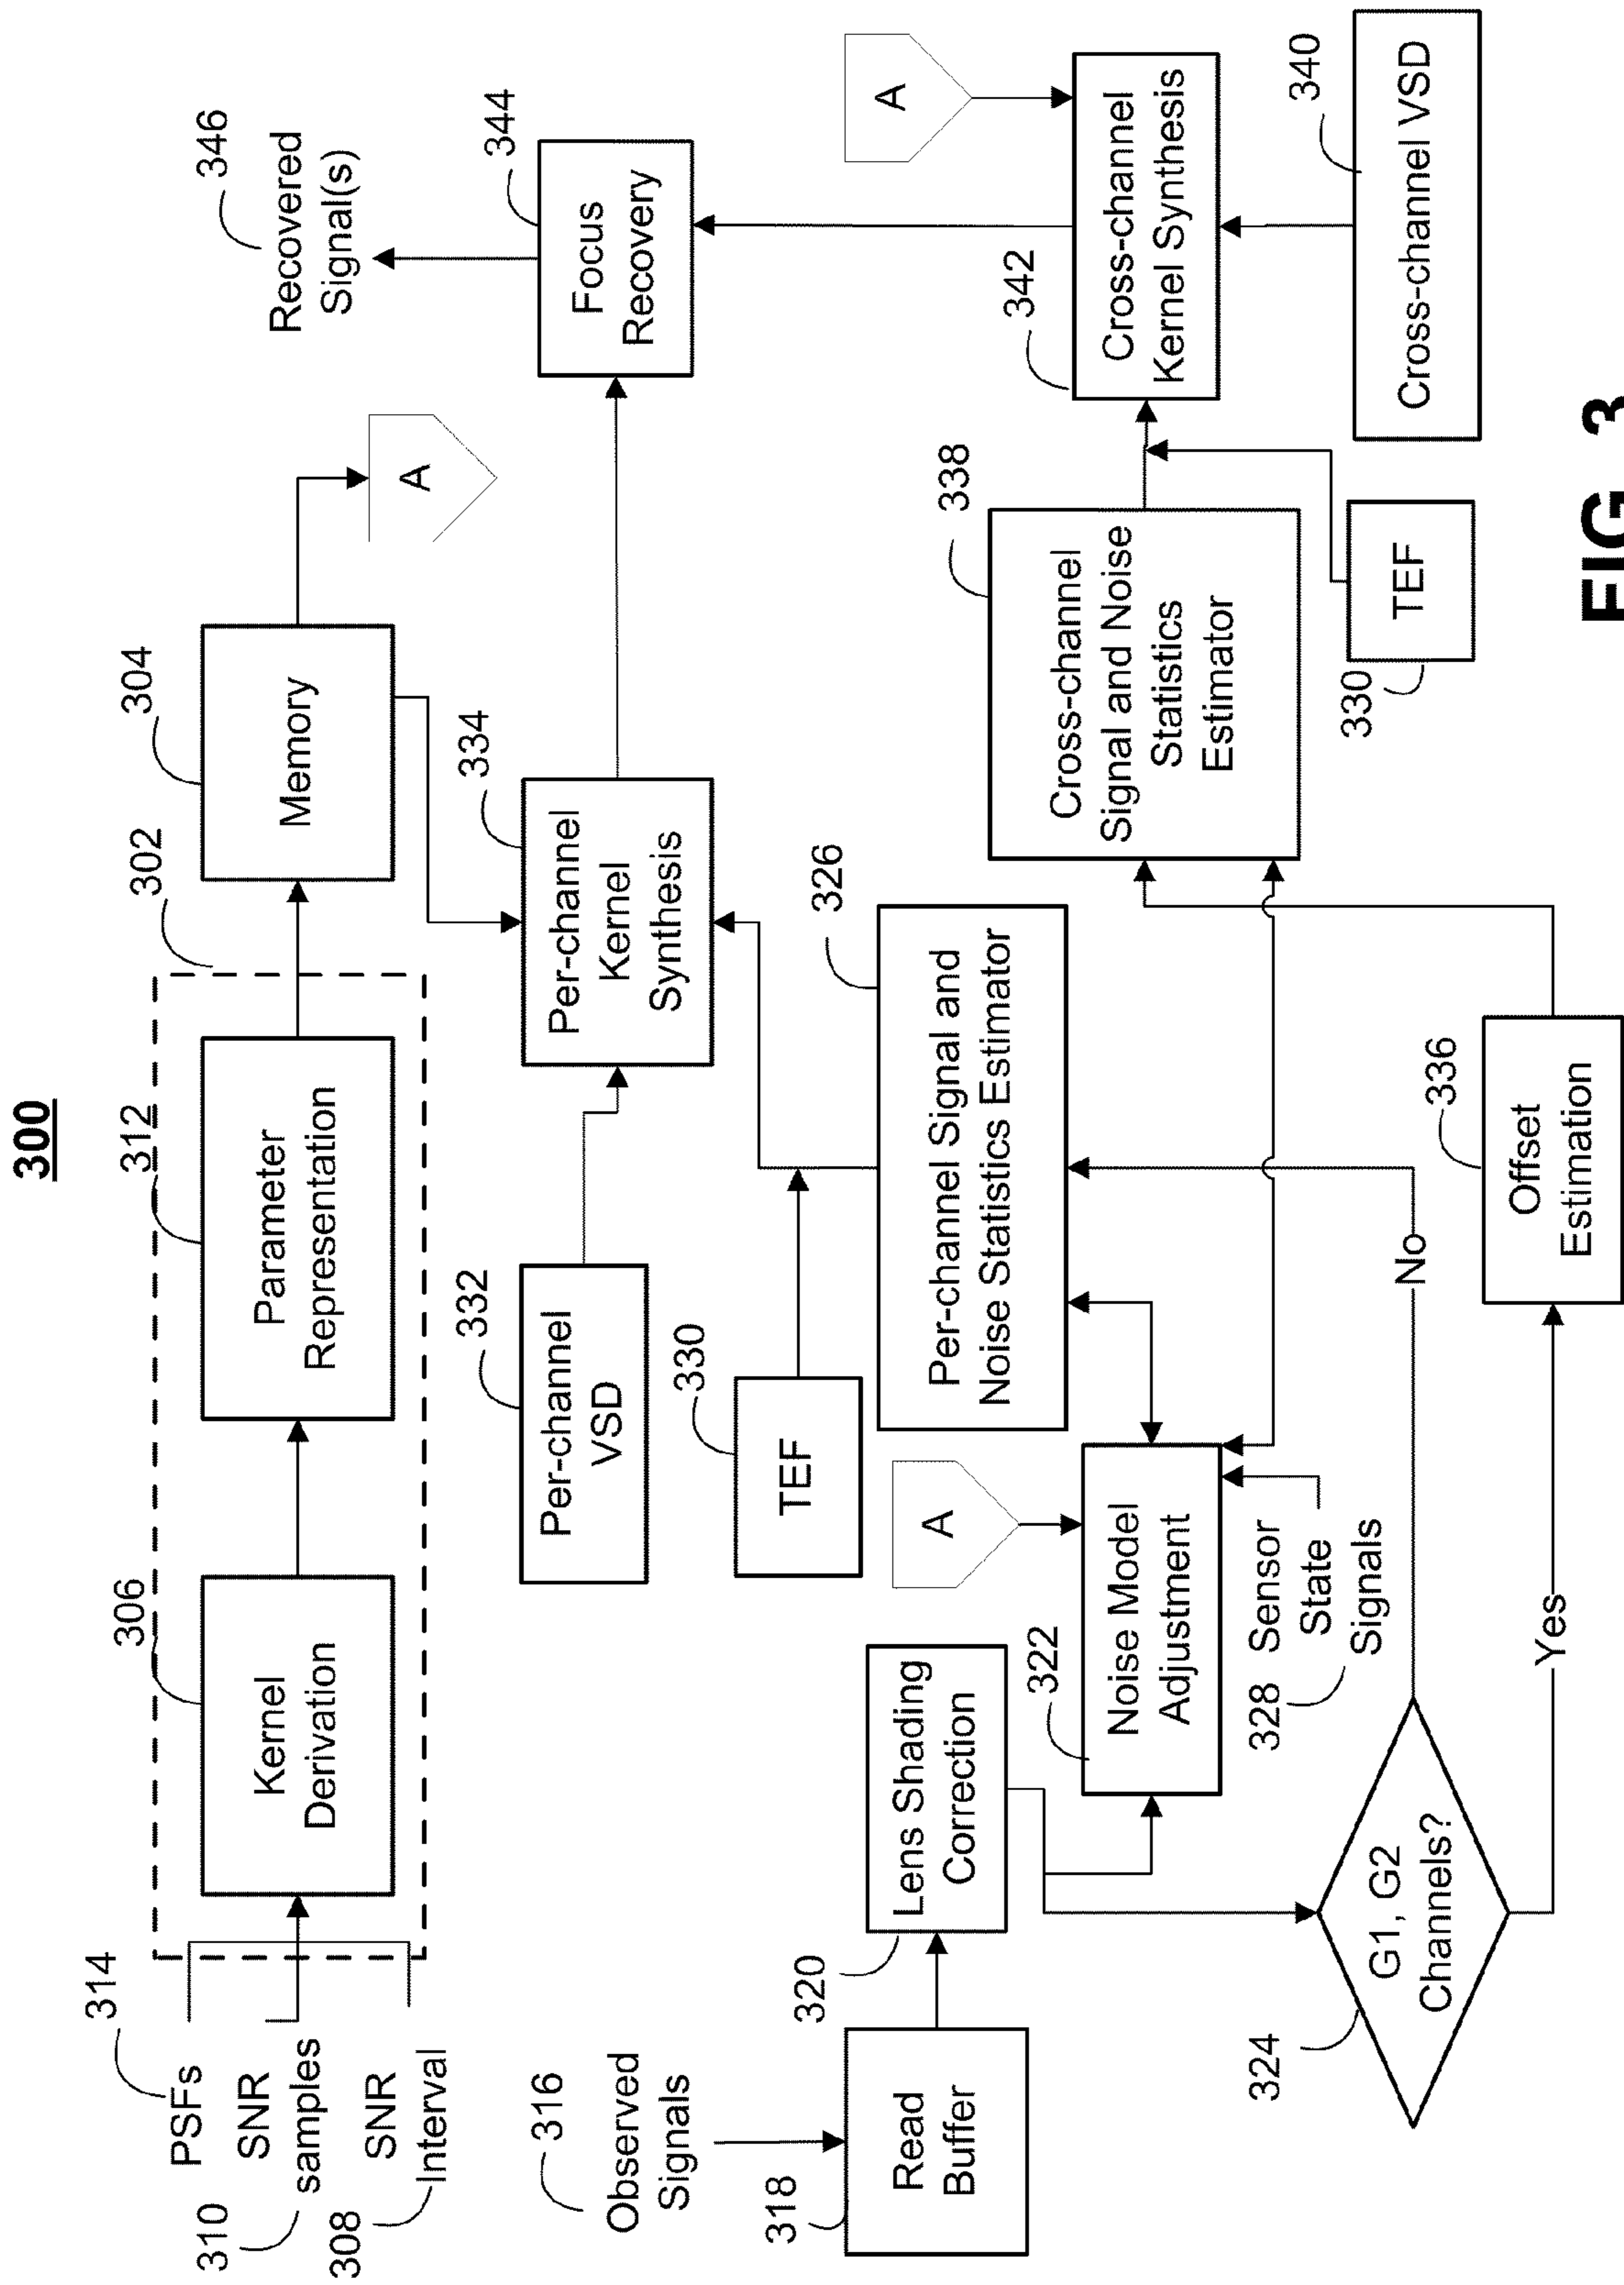 300
314
PSFs
SNR
samples
310
SNR
Interval
308
306
Kernel
Derivation
312
Parameter
Representation
302
304
Memory
A
346
Recovered
Signal(s)
316
Observed
Signals
332
Per-channel
VSD
334
Per-channel
Kernel
Synthesis
344
Focus
Recovery
330
TEF
318
Read
Buffer
320
Lens Shading
Correction
A
326
Per-channel Signal and
Noise Statistics Estimator
338
Cross-channel
Signal and Noise
Statistics
Estimator
A
342
Cross-channel
Kernel Synthesis
322
Noise Model
Adjustment
328 Sensor
State
Signals
324
G1, G2
Channels?
No
Yes
336
Offset
Estimation
330
TEF
340
Cross-channel VSD
FIG. 3